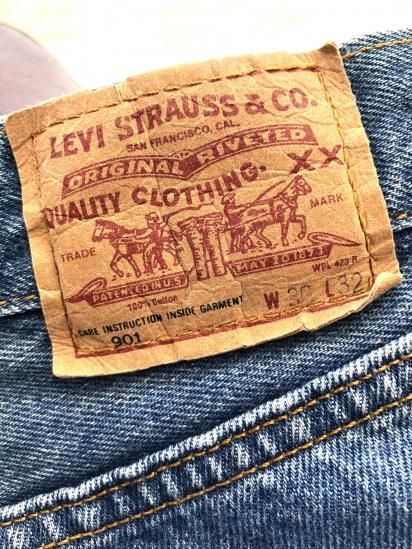 LEVI STRAUSS & CO.
SAN FRANCISCO, CAL.
ORIGINAL RIVETED
QUALITY CLOTHING. XX
TRADE MARK
PATENTED IN U.S. MAY 20 1873
WPL 423 R
100% Cotton
W 30 L 32
CARE INSTRUCTION INSIDE GARMENT
901